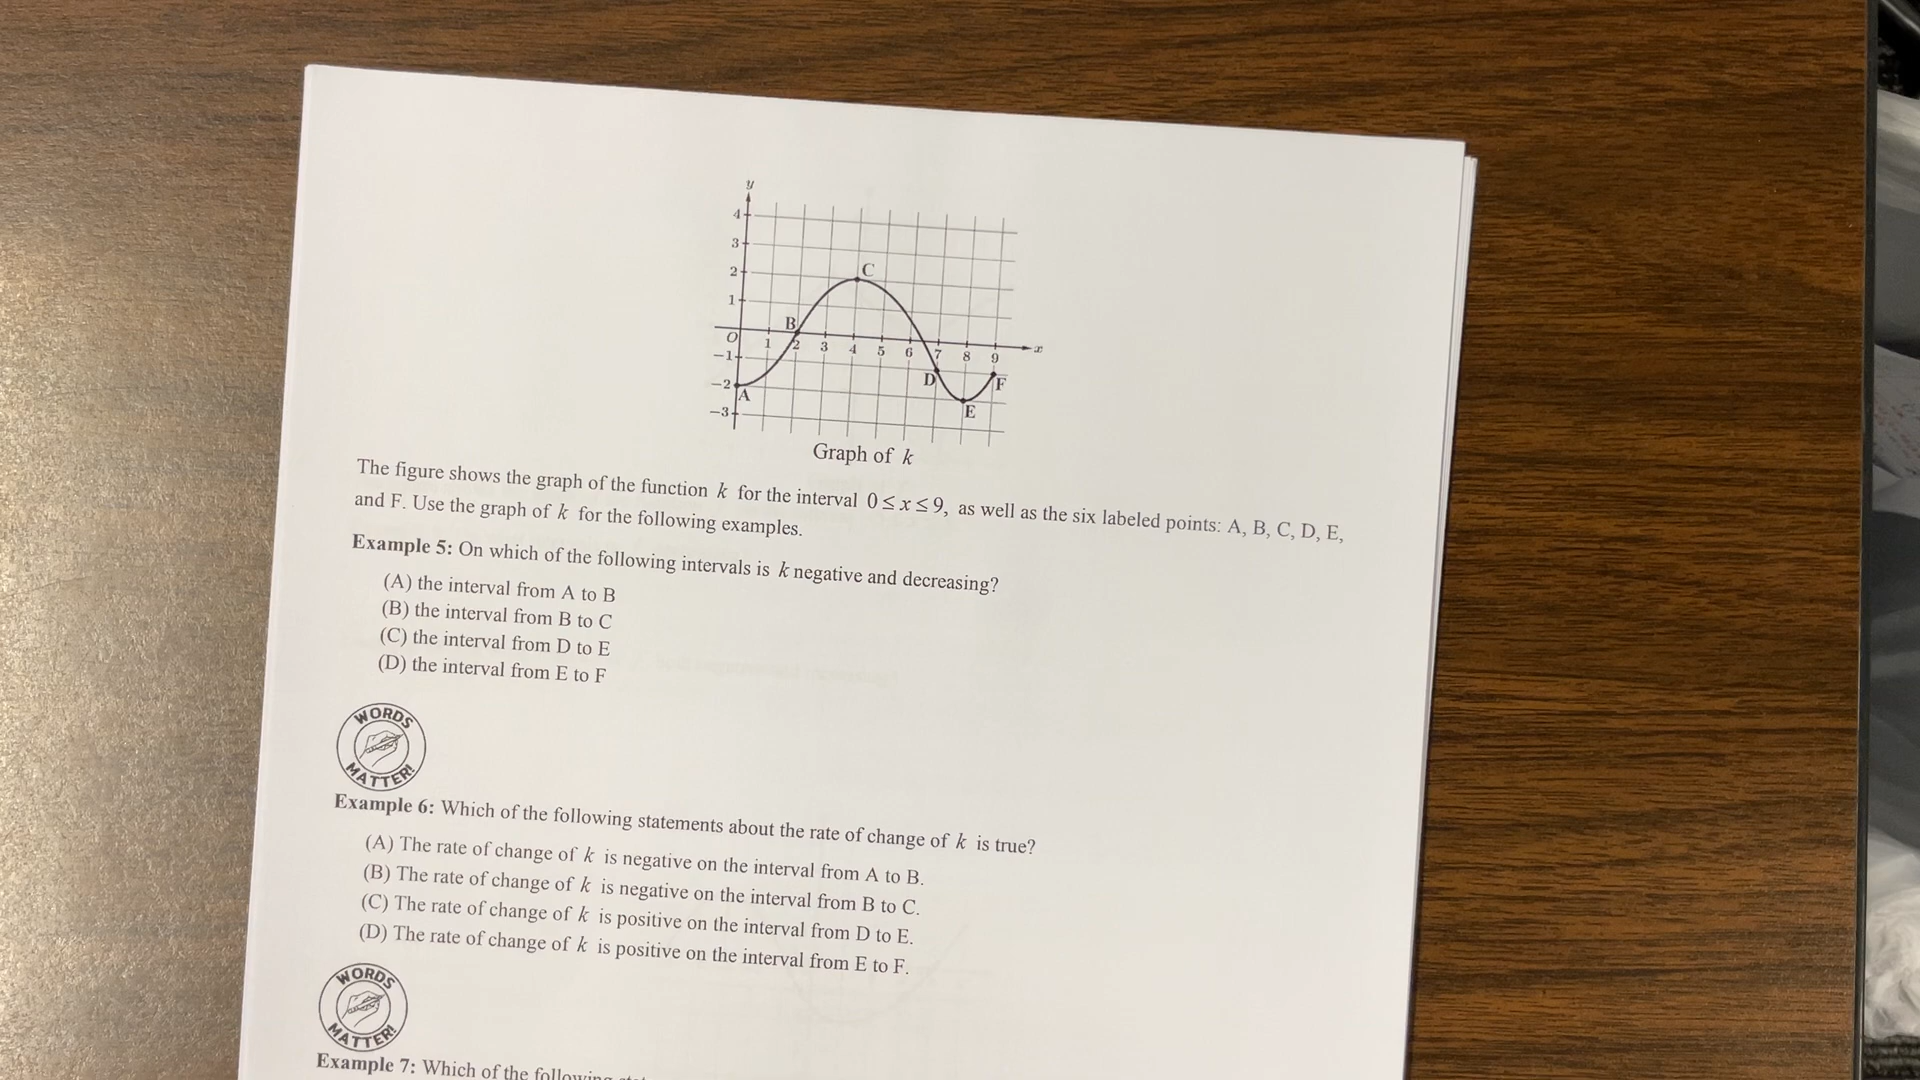 y
4
3
2
1
O
−1
−2
−3
1 2 3 4 5 6 7 8 9
x
A
B
C
D
E
F
Graph of k
The figure shows the graph of the function k for the interval 0 ≤ x ≤ 9, as well as the six labeled points: A, B, C, D, E,
and F. Use the graph of k for the following examples.
Example 5: On which of the following intervals is k negative and decreasing?
(A) the interval from A to B
(B) the interval from B to C
(C) the interval from D to E
(D) the interval from E to F
WORDS
MATTER!
Example 6: Which of the following statements about the rate of change of k is true?
(A) The rate of change of k is negative on the interval from A to B.
(B) The rate of change of k is negative on the interval from B to C.
(C) The rate of change of k is positive on the interval from D to E.
(D) The rate of change of k is positive on the interval from E to F.
WORDS
MATTER!
Example 7: Which of the following